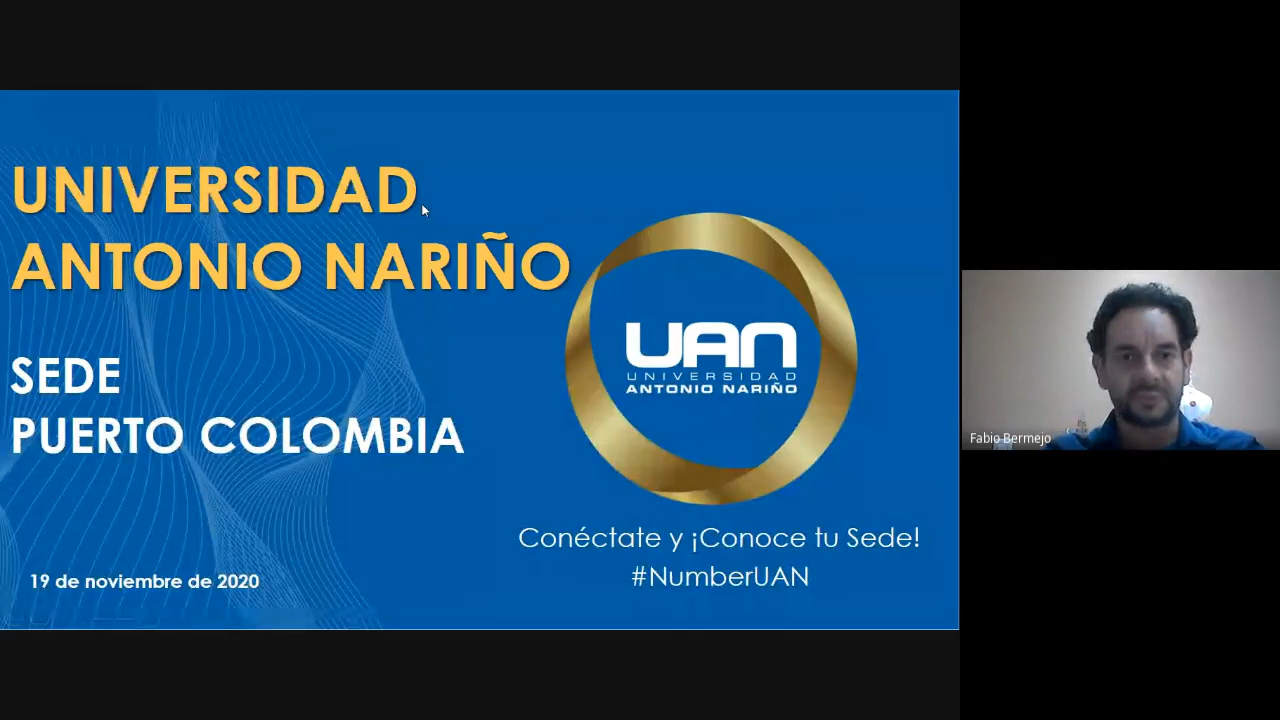 UNIVERSIDAD
ANTONIO NARIÑO
SEDE
PUERTO COLOMBIA
19 de noviembre de 2020
UAN
UNIVERSIDAD
ANTONIO NARIÑO
Conéctate y ¡Conoce tu Sede!
#NumberUAN
Fabio Bermejo